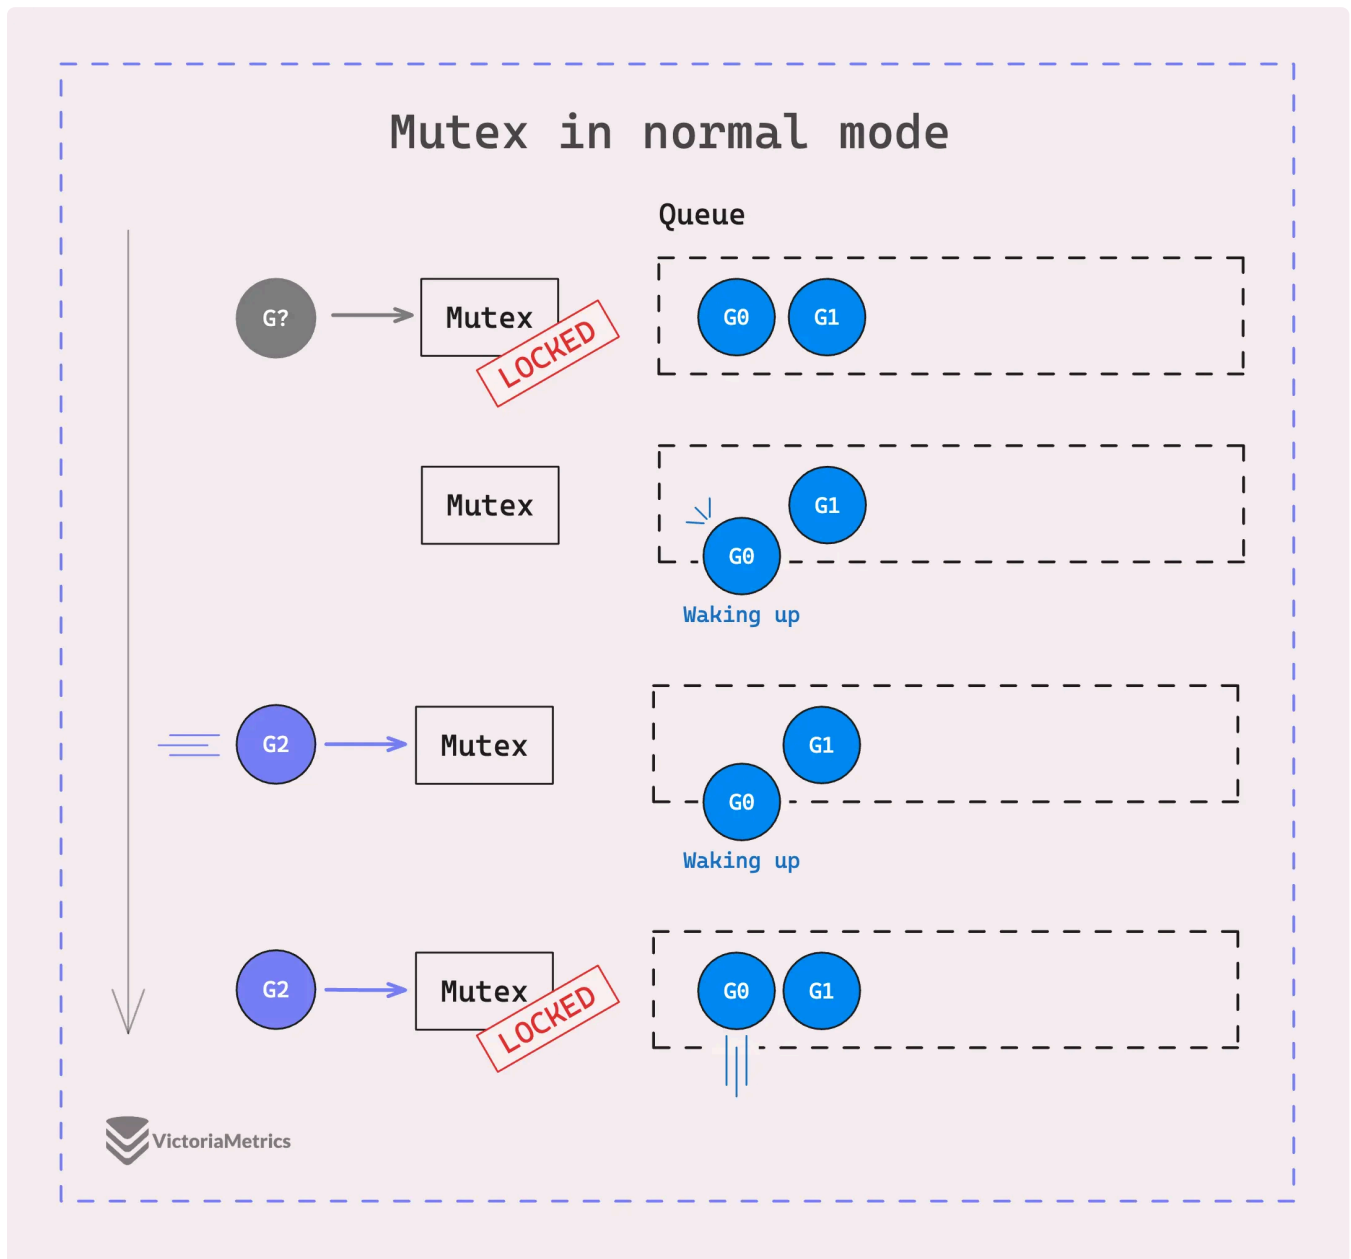 Mutex in normal mode
Queue
G?
Mutex
LOCKED
G0
G1
Mutex
G1
G0
Waking up
G2
Mutex
G1
G0
Waking up
G2
Mutex
LOCKED
G0
G1
VictoriaMetrics